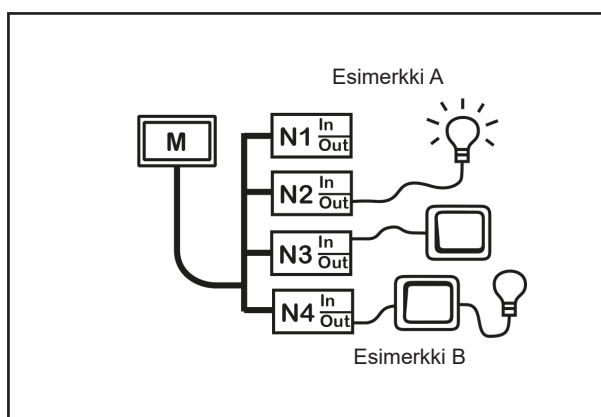 Esimerkki A
M
N1 In Out
N2 In Out
N3 In Out
N4 In Out
Esimerkki B